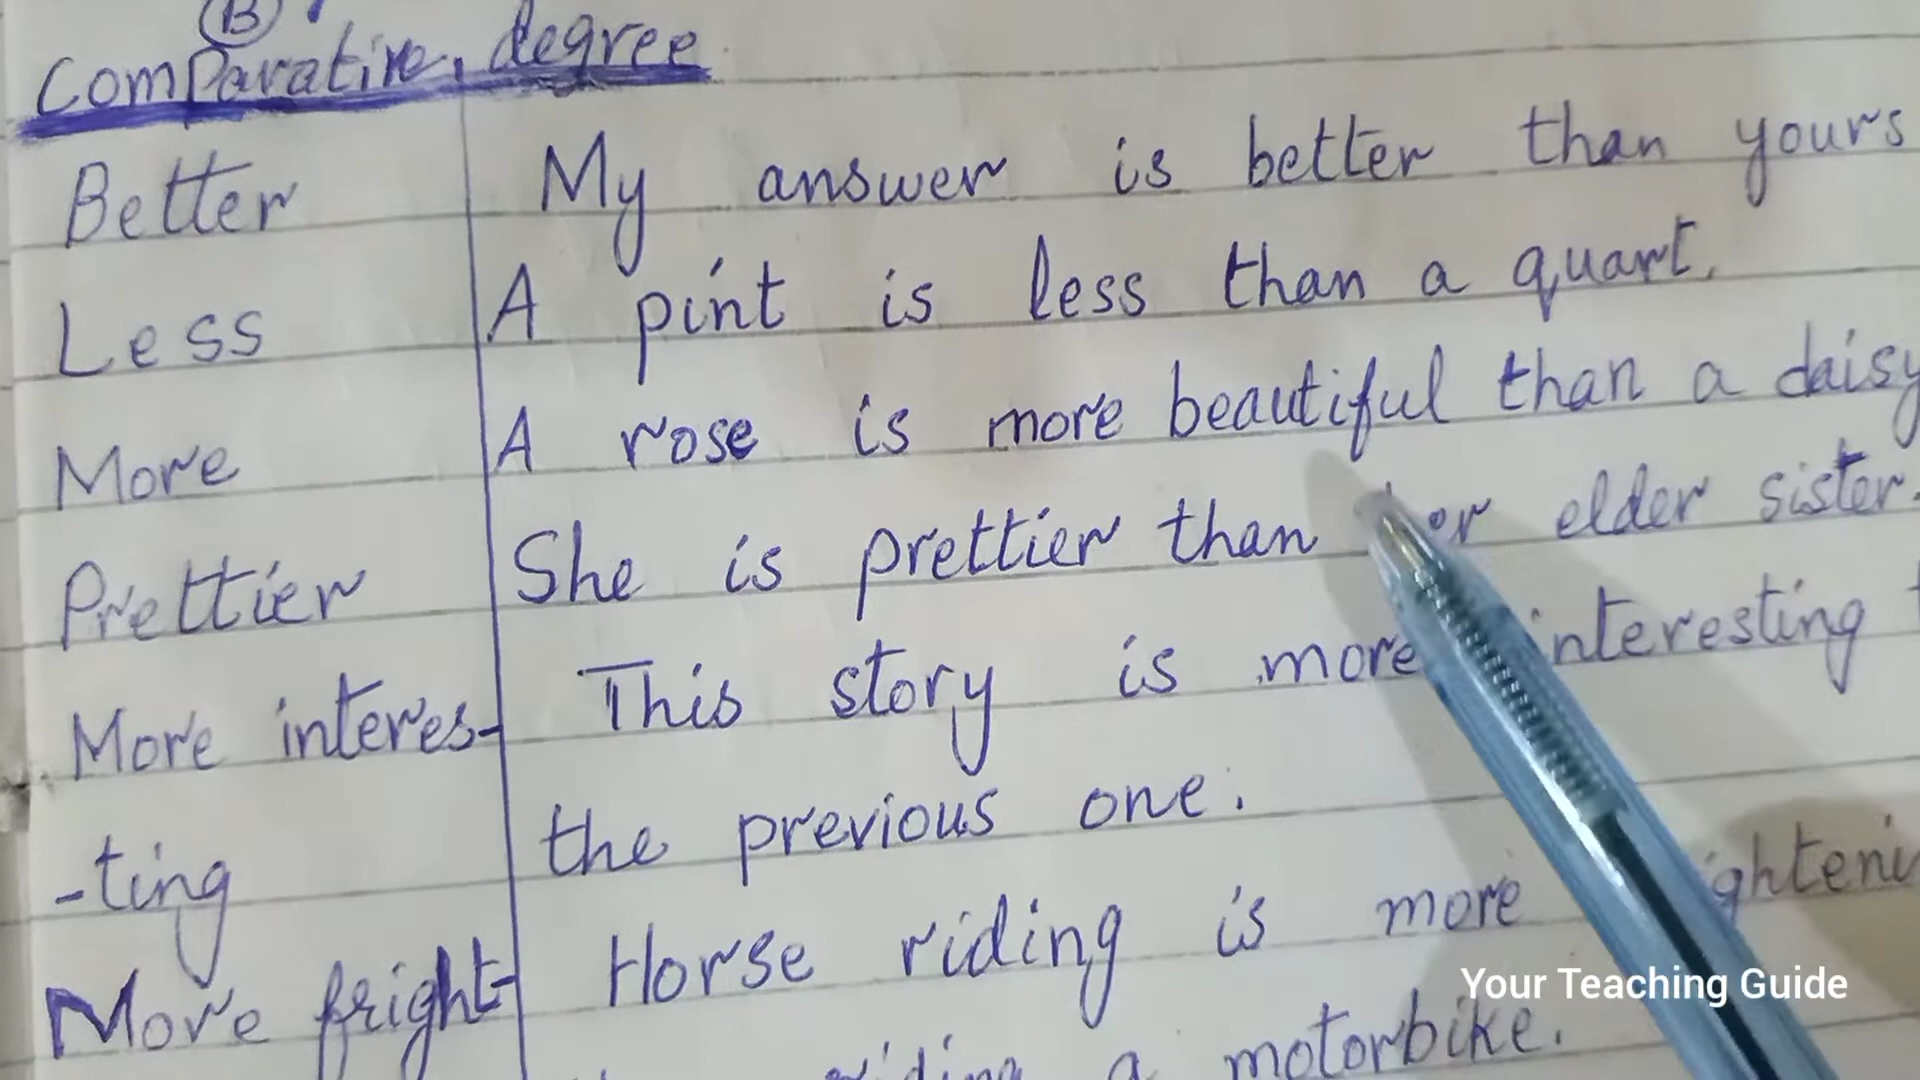 B
Comparative degree
Better My answer is better than yours
Less A pint is less than a quart.
More A rose is more beautiful than a daisy
Prettier She is prettier than elder sister.
More interes- This story is more interesting
-ting the previous one.
More fright- Horse riding is more
riding a motorbike.
Your Teaching Guide